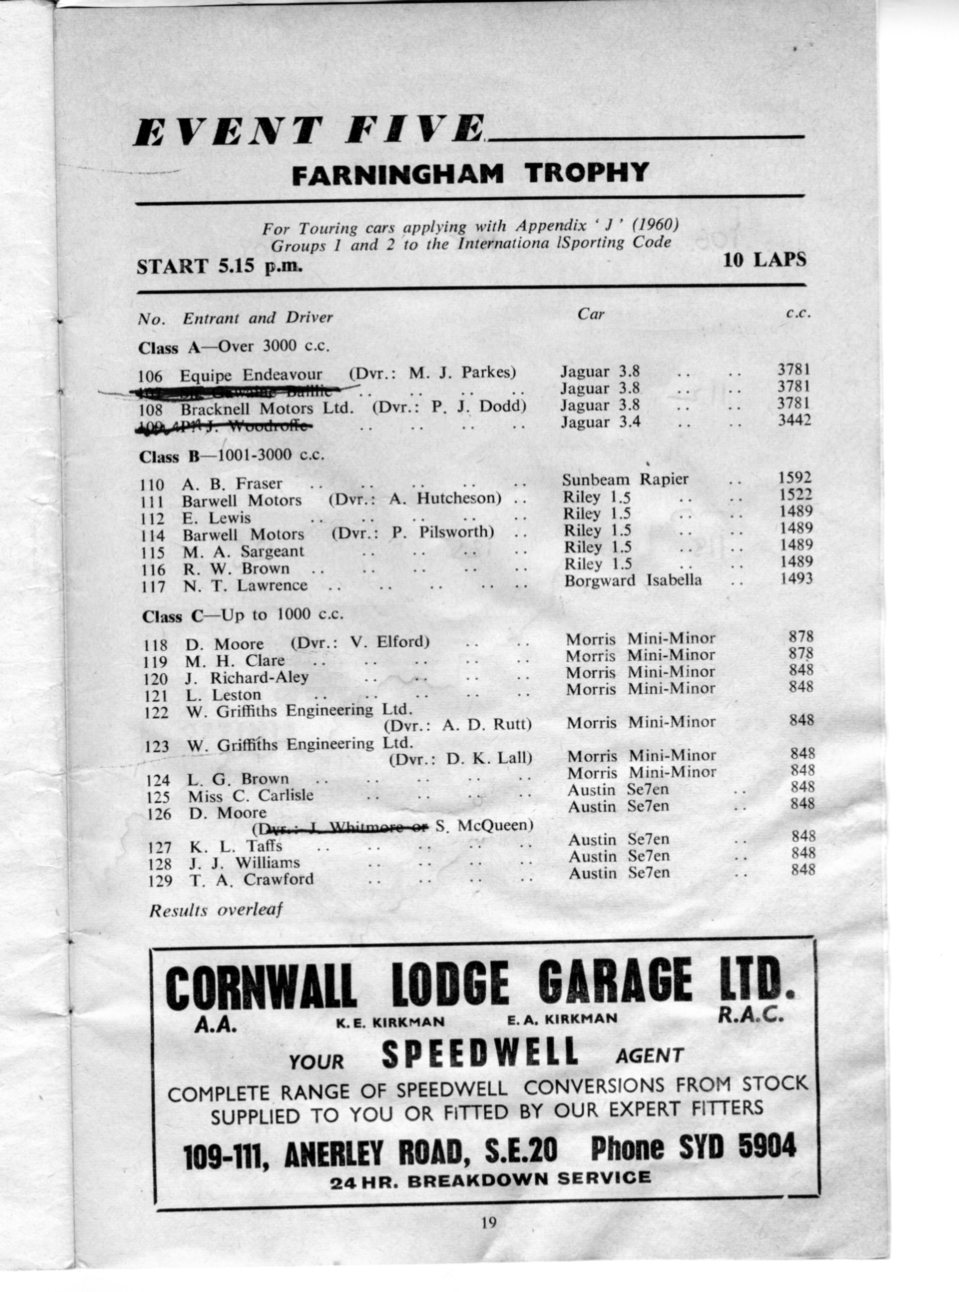 EVENT FIVE
FARNINGHAM TROPHY
For Touring cars applying with Appendix ‘ J ’ (1960)
Groups 1 and 2 to the Internationa lSporting Code
START 5.15 p.m. 10 LAPS
No. Entrant and Driver Car c.c.
Class A—Over 3000 c.c.
106 Equipe Endeavour (Dvr.: M. J. Parkes) Jaguar 3.8 .. .. 3781
Baillie .. .. .. .. Jaguar 3.8 .. .. 3781
108 Bracknell Motors Ltd. (Dvr.: P. J. Dodd) Jaguar 3.8 .. .. 3781
109 J. Woodroffe .. .. .. .. Jaguar 3.4 .. .. 3442
Class B—1001-3000 c.c.
110 A. B. Fraser .. .. .. .. .. Sunbeam Rapier .. 1592
111 Barwell Motors (Dvr.: A. Hutcheson) .. Riley 1.5 .. .. 1522
112 E. Lewis .. .. .. .. .. Riley 1.5 .. .. 1489
114 Barwell Motors (Dvr.: P. Pilsworth) .. Riley 1.5 .. .. 1489
115 M. A. Sargeant .. .. .. .. Riley 1.5 .. .. 1489
116 R. W. Brown .. .. .. .. .. Riley 1.5 .. .. 1489
117 N. T. Lawrence .. .. .. .. .. Borgward Isabella .. 1493
Class C—Up to 1000 c.c.
118 D. Moore (Dvr.: V. Elford) .. .. Morris Mini-Minor 878
119 M. H. Clare .. .. .. .. .. Morris Mini-Minor 878
120 J. Richard-Aley .. .. .. .. Morris Mini-Minor 848
121 L. Leston .. .. .. .. .. Morris Mini-Minor 848
122 W. Griffiths Engineering Ltd.
(Dvr.: A. D. Rutt) Morris Mini-Minor 848
123 W. Griffiths Engineering Ltd.
(Dvr.: D. K. Lall) Morris Mini-Minor 848
124 L. G. Brown .. .. .. .. .. Morris Mini-Minor 848
125 Miss C. Carlisle .. .. .. .. Austin Se7en .. 848
126 D. Moore Austin Se7en .. 848
(Dvr.: J. Whitmore or S. McQueen)
127 K. L. Taffs .. .. .. .. .. Austin Se7en .. 848
128 J. J. Williams .. .. .. .. Austin Se7en .. 848
129 T. A. Crawford .. .. .. .. Austin Se7en .. 848
Results overleaf
CORNWALL LODGE GARAGE LTD.
A.A. K. E. KIRKMAN E. A. KIRKMAN R.A.C.
YOUR SPEEDWELL AGENT
COMPLETE RANGE OF SPEEDWELL CONVERSIONS FROM STOCK
SUPPLIED TO YOU OR FITTED BY OUR EXPERT FITTERS
109-111, ANERLEY ROAD, S.E.20 Phone SYD 5904
24 HR. BREAKDOWN SERVICE
19